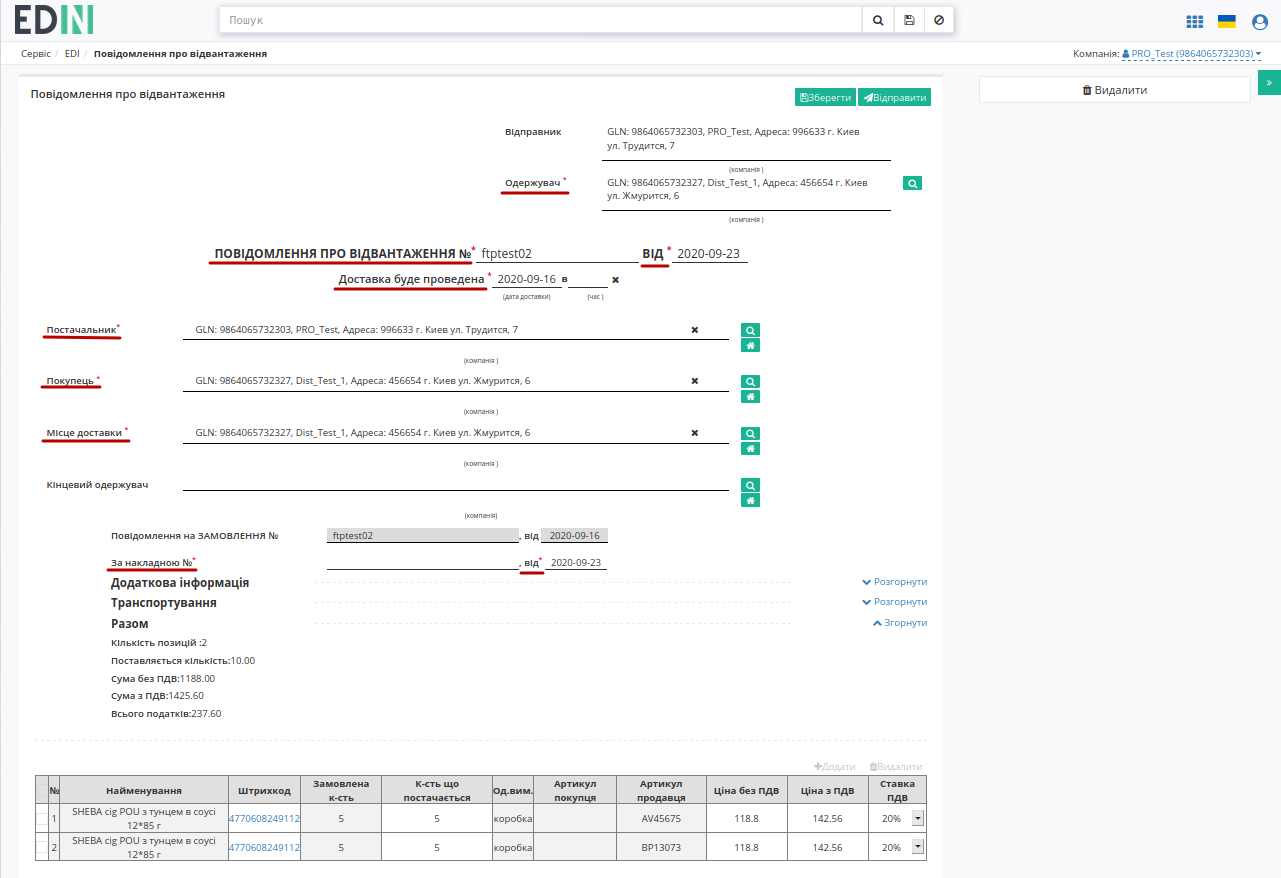 EDIN
Пошук
Сервіс / EDI / Повідомлення про відвантаження
Компанія: PRO_Test (9864065732303)
Повідомлення про відвантаження
Зберегти Відправити
Видалити
»
Відправник
GLN: 9864065732303, PRO_Test, Адреса: 996633 г. Киев
ул. Трудится, 7
(компанія )
Одержувач *
GLN: 9864065732327, Dist_Test_1, Адреса: 456654 г. Киев
ул. Жмурится, 6
(компанія )
ПОВІДОМЛЕННЯ ПРО ВІДВАНТАЖЕННЯ №* ftptest02 ВІД * 2020-09-23
Доставка буде проведена * 2020-09-16 в
(дата доставки) (час )
Постачальник* GLN: 9864065732303, PRO_Test, Адреса: 996633 г. Киев ул. Трудится, 7
(компанія )
Покупець * GLN: 9864065732327, Dist_Test_1, Адреса: 456654 г. Киев ул. Жмурится, 6
(компанія )
Місце доставки * GLN: 9864065732327, Dist_Test_1, Адреса: 456654 г. Киев ул. Жмурится, 6
(компанія )
Кінцевий одержувач
(компанія)
Повідомлення на ЗАМОВЛЕННЯ № ftptest02 , від 2020-09-16
За накладною №* , від* 2020-09-23
Додаткова інформація Розгорнути
Транспортування Розгорнути
Разом Згорнути
Кількість позицій :2
Поставляється кількість:10.00
Сума без ПДВ:1188.00
Сума з ПДВ:1425.60
Всього податків:237.60
Додати Видалити
№ Найменування Штрихкод Замовлена к-сть К-сть що постачається Од.вим. Артикул покупця Артикул продавця Ціна без ПДВ Ціна з ПДВ Ставка ПДВ
1 SHEBA cig POU з тунцем в соусі 12*85 г 4770608249112 5 5 коробка AV45675 118.8 142.56 20%
2 SHEBA cig POU з тунцем в соусі 12*85 г 4770608249112 5 5 коробка BP13073 118.8 142.56 20%